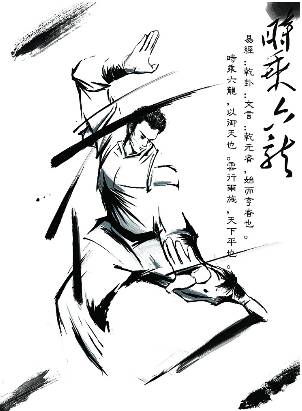 時乘六龍
易經：乾卦：文言：乾元者，始而亨者也。
時乘六龍，以御天也。雲行雨施，天下平也。